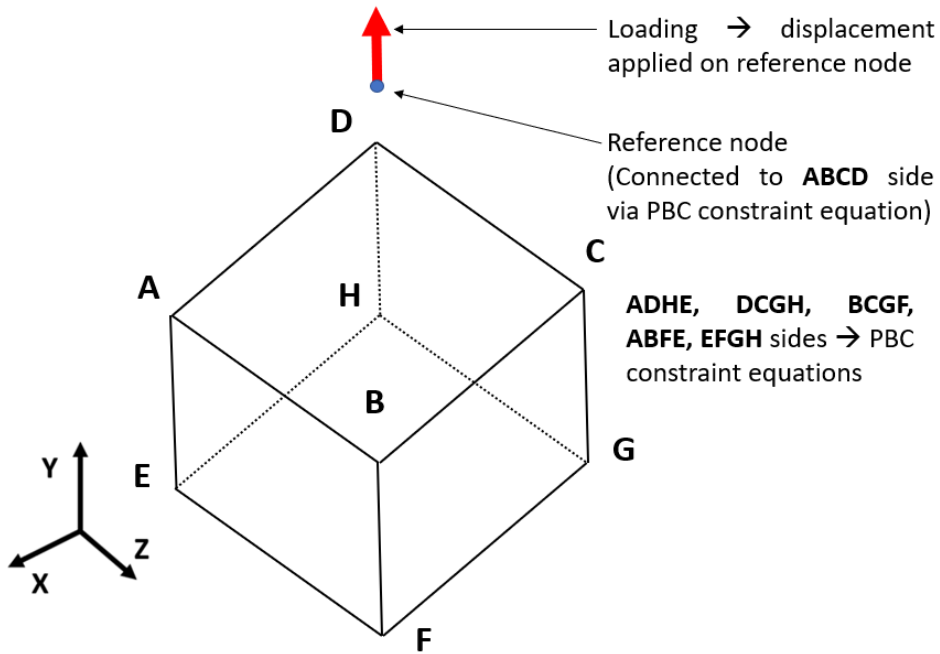 Loading → displacement
applied on reference node
D
Reference node
(Connected to ABCD side
via PBC constraint equation)
C
A
H
ADHE, DCGH, BCGF,
ABFE, EFGH sides → PBC
constraint equations
B
G
Y
E
Z
X
F